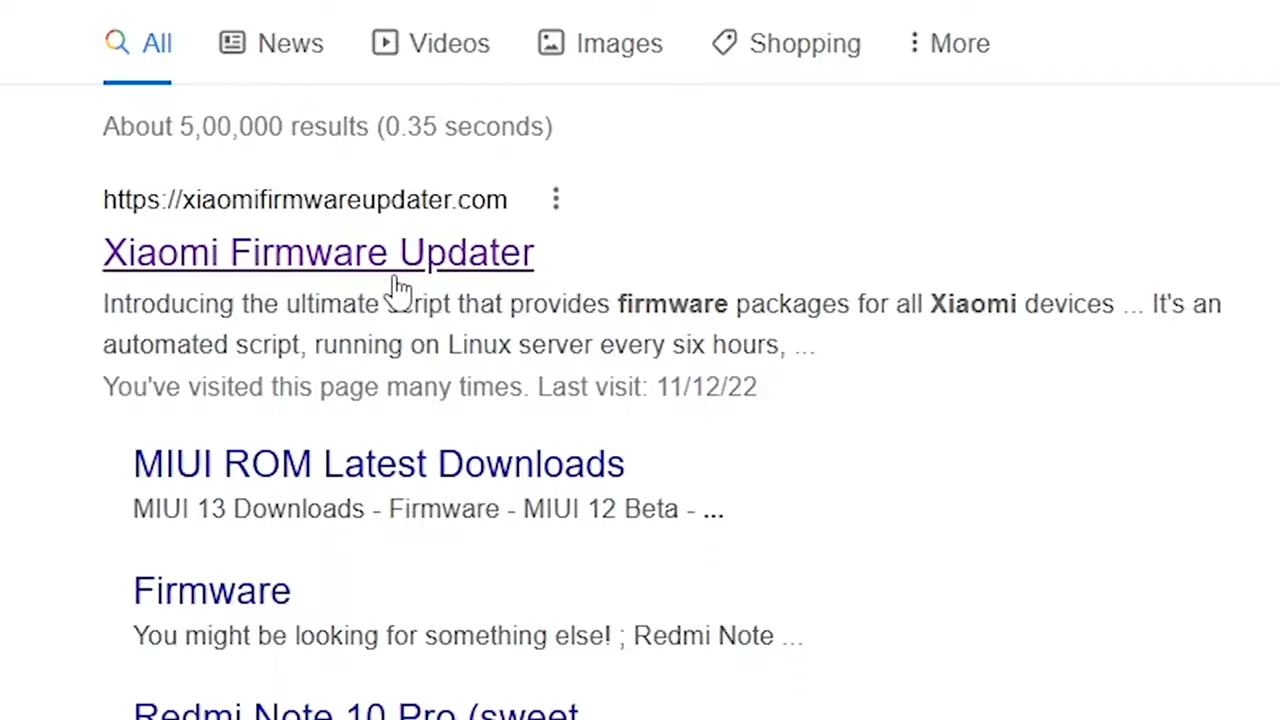 All News Videos Images Shopping More
About 5,00,000 results (0.35 seconds)
https://xiaomifirmwareupdater.com
Xiaomi Firmware Updater
Introducing the ultimate script that provides firmware packages for all Xiaomi devices ... It's an
automated script, running on Linux server every six hours, ...
You've visited this page many times. Last visit: 11/12/22
MIUI ROM Latest Downloads
MIUI 13 Downloads - Firmware - MIUI 12 Beta - ...
Firmware
You might be looking for something else! ; Redmi Note ...
Redmi Note 10 Pro (sweet